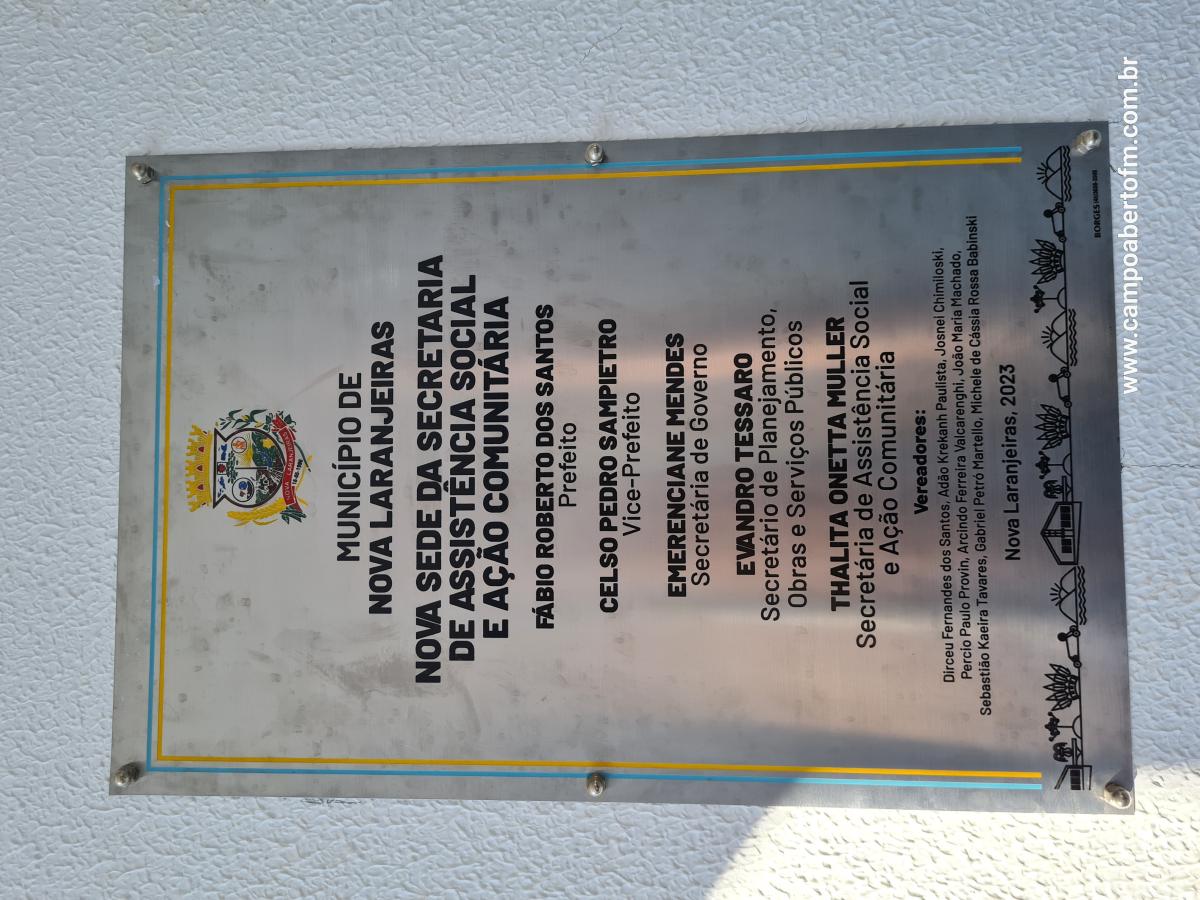 NOVA LARANJEIRAS
MUNICÍPIO DE
NOVA LARANJEIRAS
NOVA SEDE DA SECRETARIA
DE ASSISTÊNCIA SOCIAL
E AÇÃO COMUNITÁRIA
FÁBIO ROBERTO DOS SANTOS
Prefeito
CELSO PEDRO SAMPIETRO
Vice-Prefeito
EMERENCIANE MENDES
Secretária de Governo
EVANDRO TESSARO
Secretário de Planejamento,
Obras e Serviços Públicos
THALITA ONETTA MULLER
Secretária de Assistência Social
e Ação Comunitária
Vereadores:
Dirceu Fernandes dos Santos, Adão Krekanh Paulista, Josnei Chimiloski,
Percio Paulo Provin, Arcindo Ferreira Valcarenghi, João Maria Machado,
Sebastião Kaeira Tavares, Gabriel Petró Martello, Michele de Cássia Rossa Babinski
Nova Laranjeiras, 2023
BORGES
www.campoabertofm.com.br